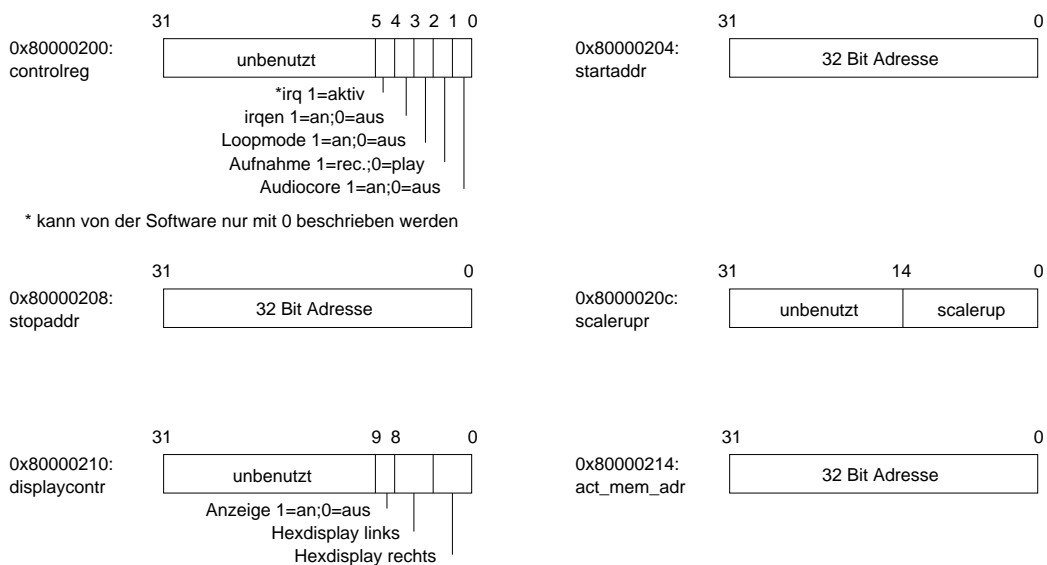 31 5 4 3 2 1 0
0x80000200:
controlreg
unbenutzt
*irq 1=aktiv
irqen 1=an;0=aus
Loopmode 1=an;0=aus
Aufnahme 1=rec.;0=play
Audiocore 1=an;0=aus
* kann von der Software nur mit 0 beschrieben werden
31 0
0x80000204:
startaddr
32 Bit Adresse
31 0
0x80000208:
stopaddr
32 Bit Adresse
31 14 0
0x8000020c:
scalerupr
unbenutzt scalerup
31 9 8 0
0x80000210:
displaycontr
unbenutzt
Anzeige 1=an;0=aus
Hexdisplay links
Hexdisplay rechts
31 0
0x80000214:
act_mem_adr
32 Bit Adresse